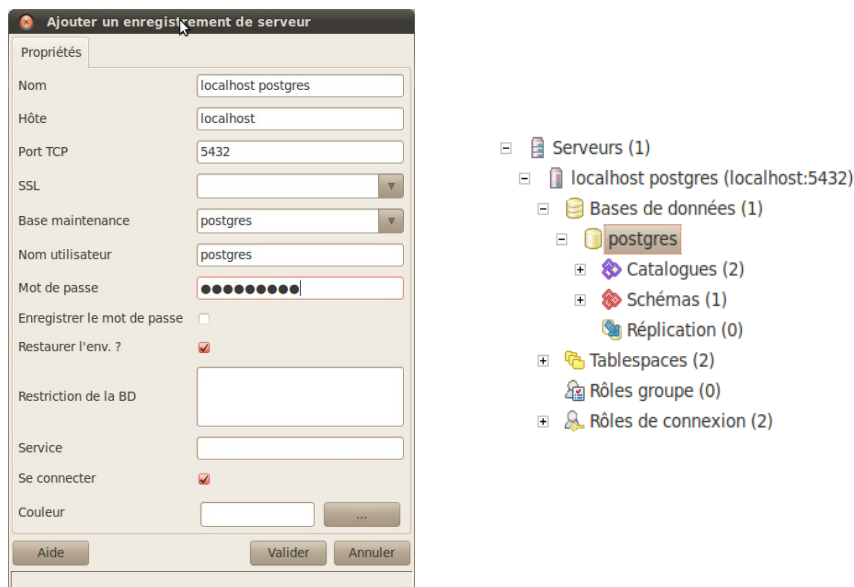 Ajouter un enregistrement de serveur
Propriétés
Nom localhost postgres
Hôte localhost
Port TCP 5432
SSL
Base maintenance postgres
Nom utilisateur postgres
Mot de passe ●●●●●●●●●
Enregistrer le mot de passe
Restaurer l'env. ?
Restriction de la BD
Service
Se connecter
Couleur ...
Aide Valider Annuler
Serveurs (1)
localhost postgres (localhost:5432)
Bases de données (1)
postgres
Catalogues (2)
Schémas (1)
Réplication (0)
Tablespaces (2)
Rôles groupe (0)
Rôles de connexion (2)